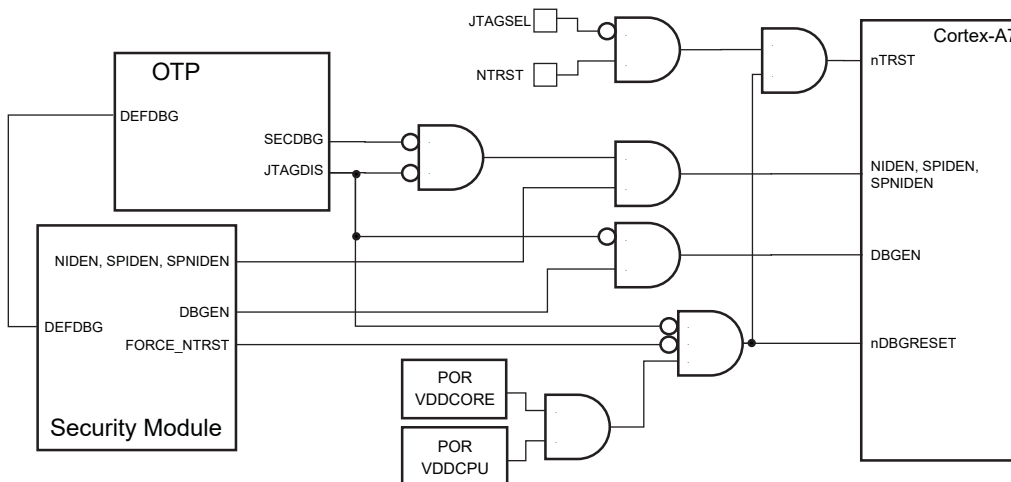 JTAGSEL
NTRST
Cortex-A7
nTRST
OTP
DEFDBG
SECDBG
JTAGDIS
NIDEN, SPIDEN,
SPNIDEN
NIDEN, SPIDEN, SPNIDEN
DBGEN
DBGEN
DEFDBG
FORCE_NTRST
nDBGRESET
POR
VDDCORE
Security Module
POR
VDDCPU